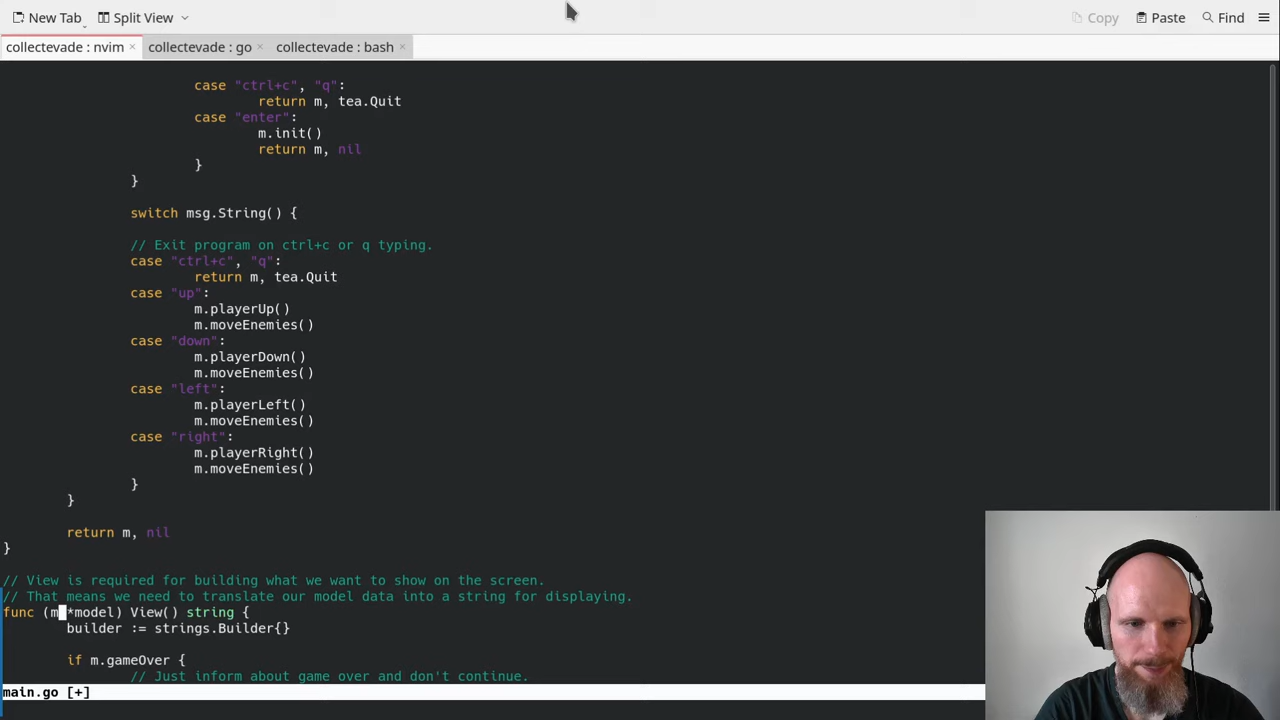 New Tab Split View Copy Paste Find
collectevade : nvim × collectevade : go × collectevade : bash ×
case "ctrl+c", "q":
return m, tea.Quit
case "enter":
m.init()
return m, nil
}
}
switch msg.String() {
// Exit program on ctrl+c or q typing.
case "ctrl+c", "q":
return m, tea.Quit
case "up":
m.playerUp()
m.moveEnemies()
case "down":
m.playerDown()
m.moveEnemies()
case "left":
m.playerLeft()
m.moveEnemies()
case "right":
m.playerRight()
m.moveEnemies()
}
}
return m, nil
}
// View is required for building what we want to show on the screen.
// That means we need to translate our model data into a string for displaying.
func (m *model) View() string {
builder := strings.Builder{}
if m.gameOver {
// Just inform about game over and don't continue.
main.go [+]